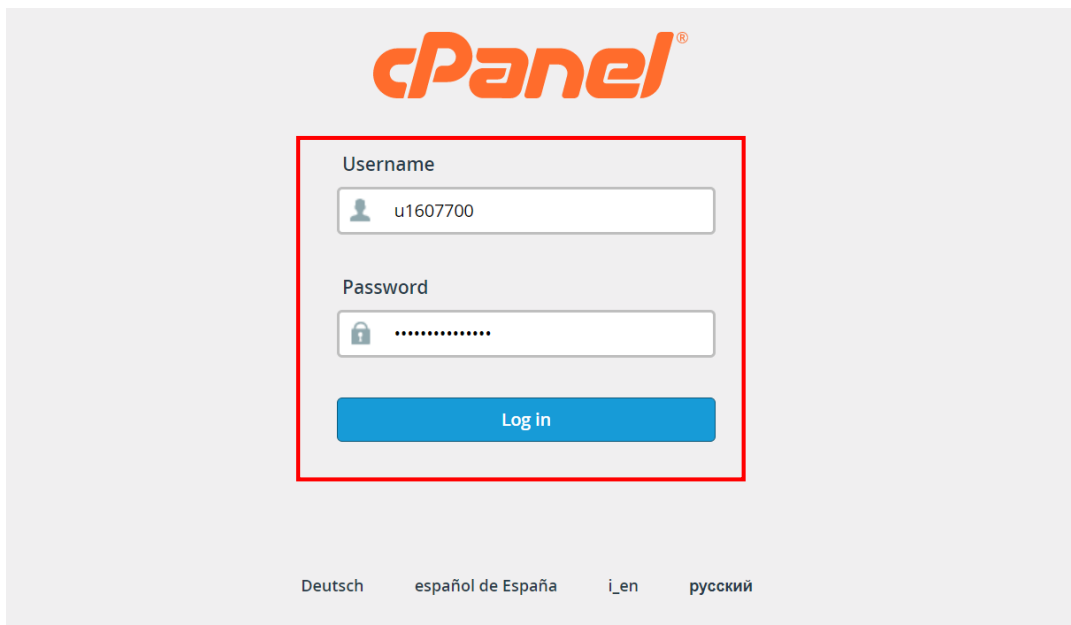 cPanel®
Username
u1607700
Password
•••••••••••••••
Log in
Deutsch español de España i_en русский